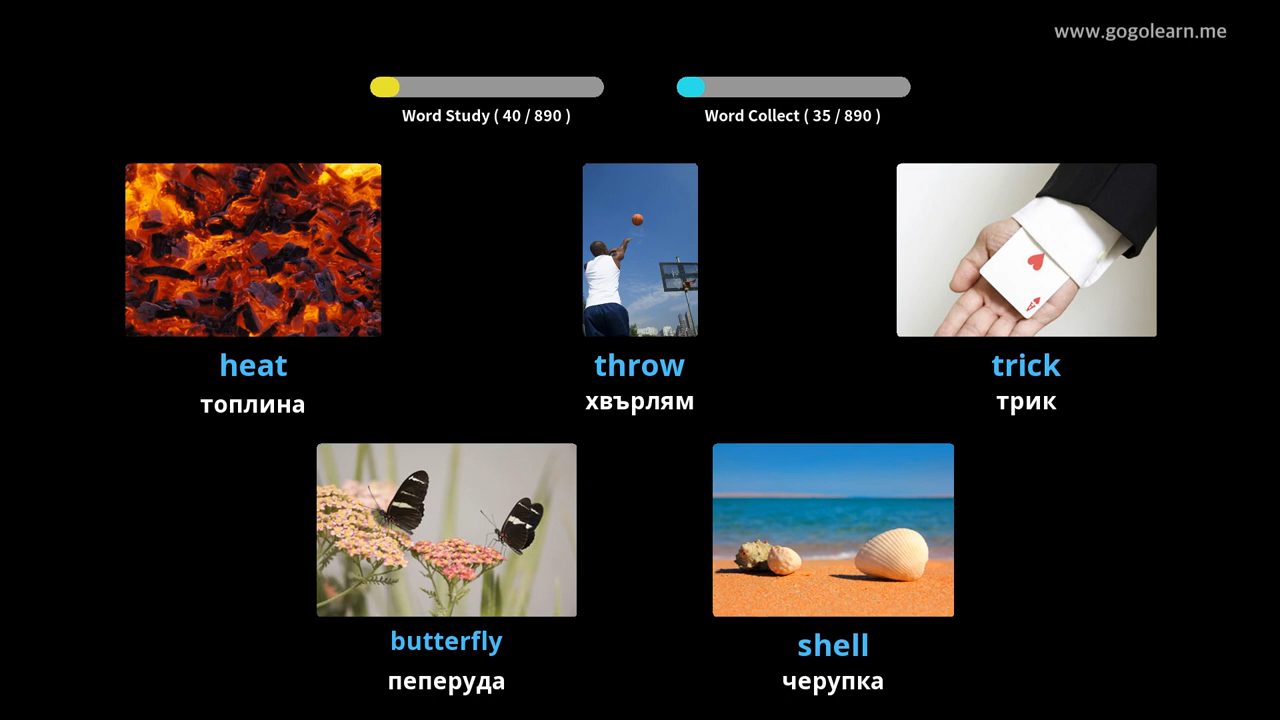 www.gogolearn.me
Word Study ( 40 / 890 )
Word Collect ( 35 / 890 )
heat
throw
trick
топлина
хвърлям
трик
butterfly
shell
пеперуда
черупка